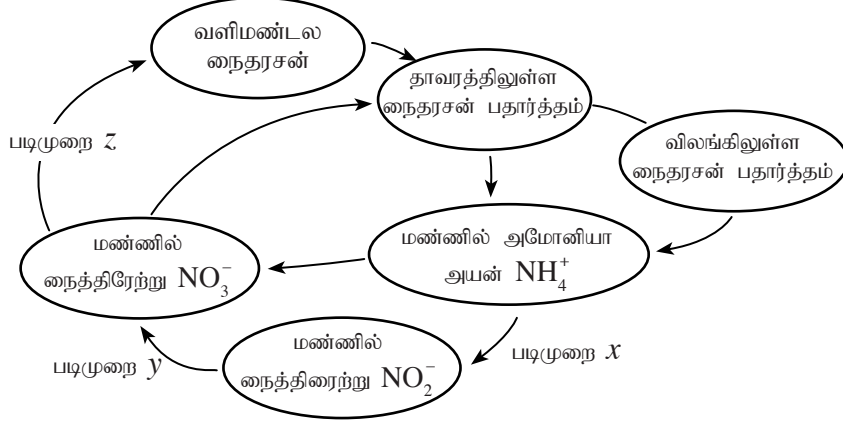 வளிமண்டல
நைதரசன்
தாவரத்திலுள்ள
நைதரசன் பதார்த்தம்
விலங்கிலுள்ள
நைதரசன் பதார்த்தம்
படிமுறை z
மண்ணில்
நைத்திரேற்று NO₃⁻
மண்ணில் அமோனியா
அயன் NH₄⁺
படிமுறை y
மண்ணில்
நைத்திரைற்று NO₂⁻
படிமுறை x